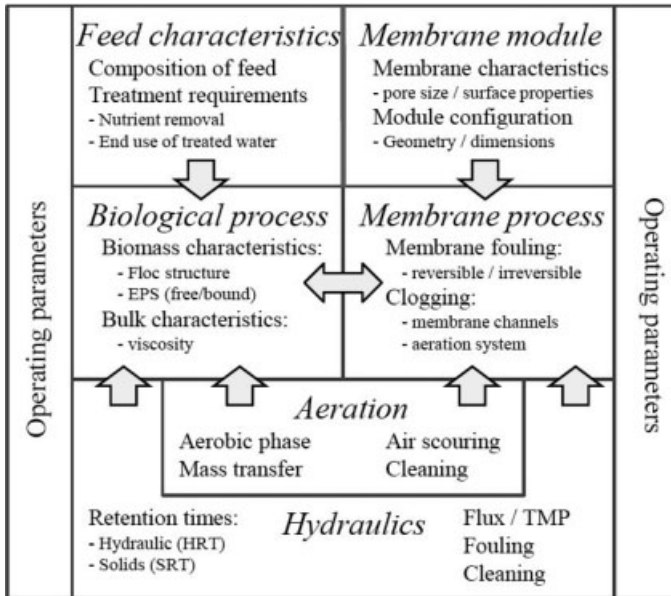 Operating parameters
Feed characteristics
Composition of feed
Treatment requirements
- Nutrient removal
- End use of treated water
Membrane module
Membrane characteristics
- pore size / surface properties
Module configuration
- Geometry / dimensions
Biological process
Biomass characteristics:
- Floc structure
- EPS (free/bound)
Bulk characteristics:
- viscosity
Membrane process
Membrane fouling:
- reversible / irreversible
Clogging:
- membrane channels
- aeration system
Aeration
Aerobic phase
Mass transfer
Air scouring
Cleaning
Hydraulics
Retention times:
- Hydraulic (HRT)
- Solids (SRT)
Flux / TMP
Fouling
Cleaning
Operating parameters